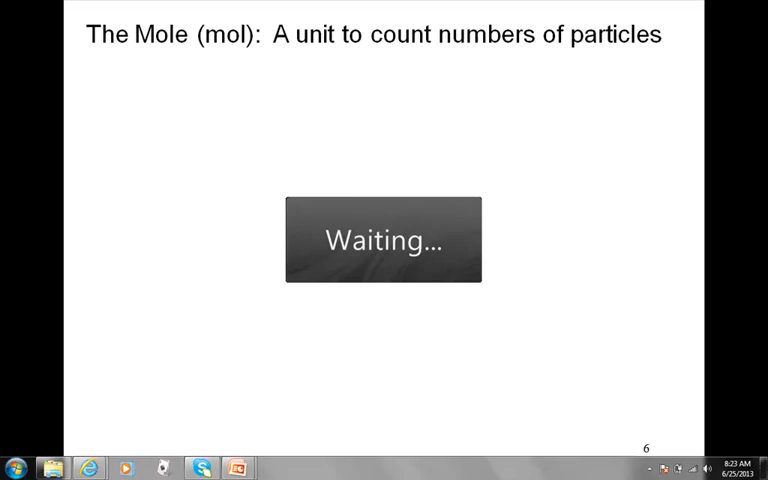 The Mole (mol): A unit to count numbers of particles
Waiting...
6
8:23 AM
6/25/2013